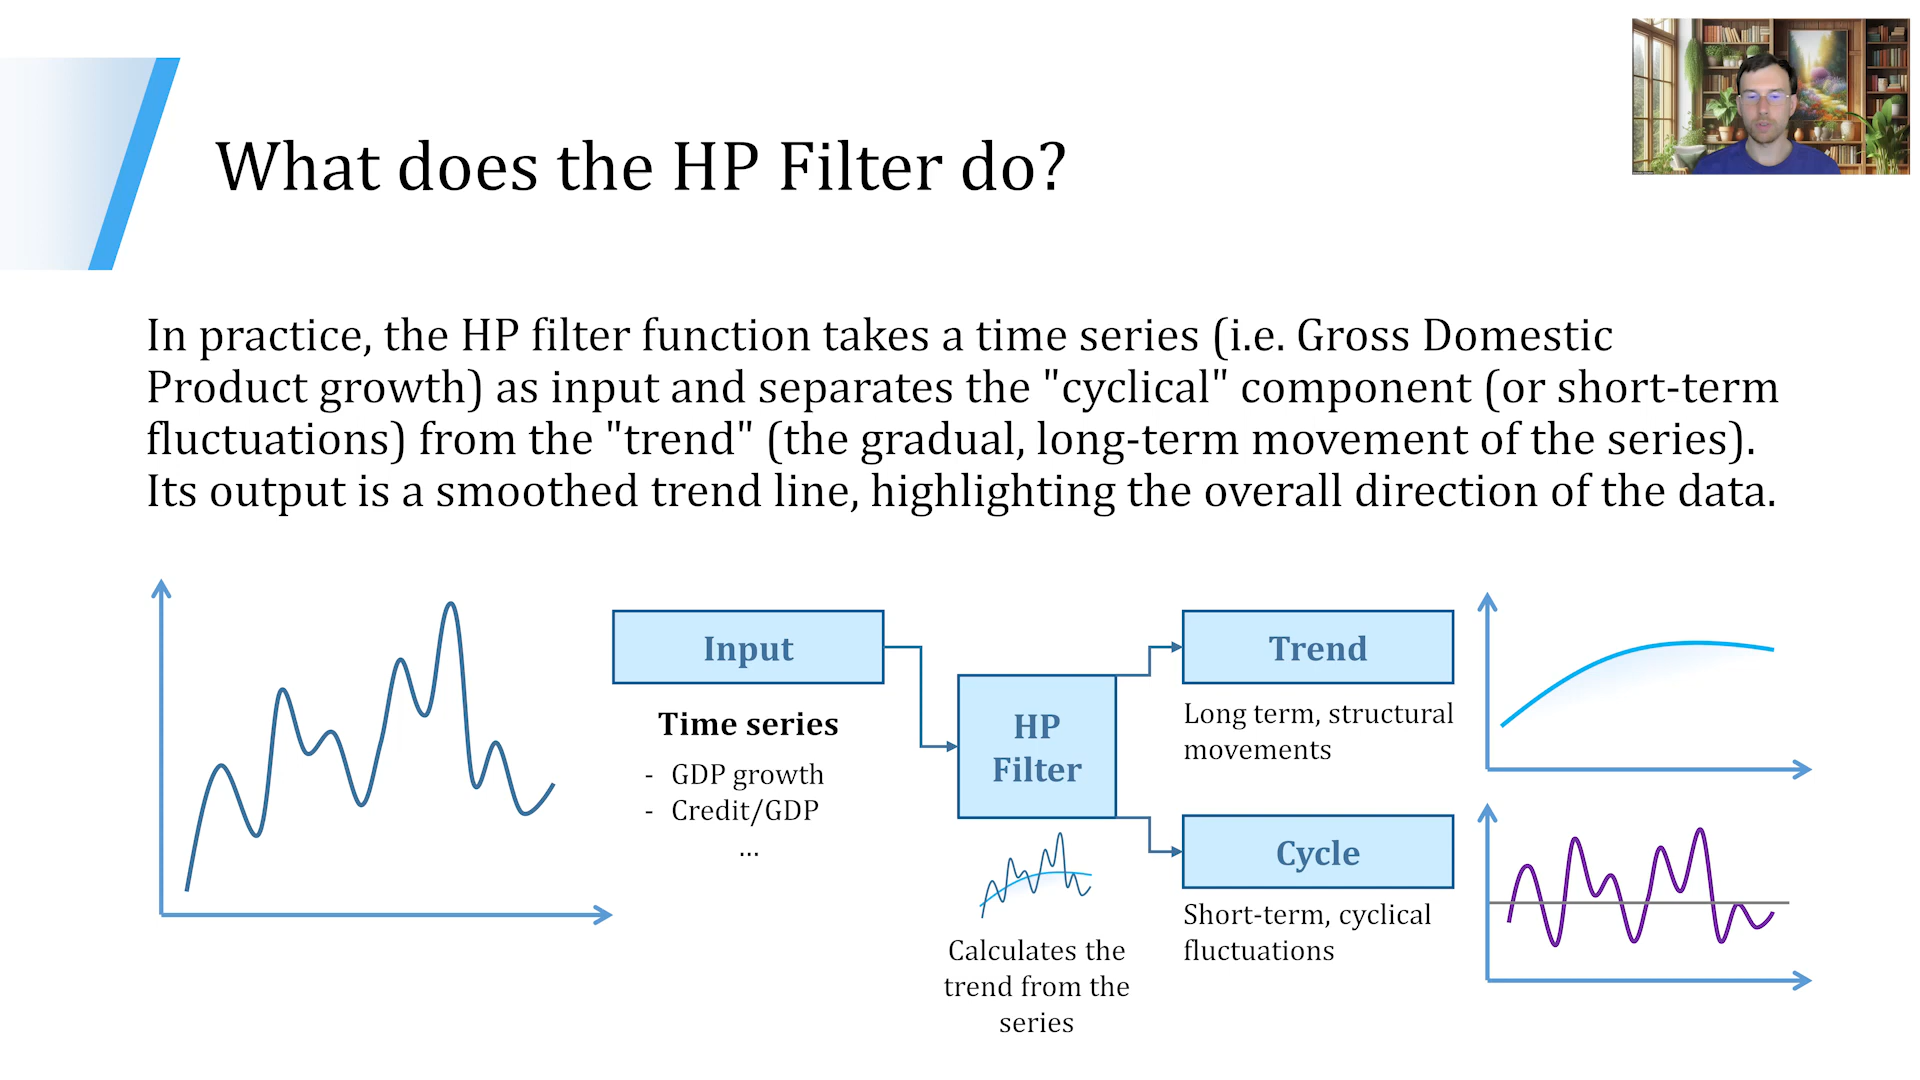 What does the HP Filter do?
In practice, the HP filter function takes a time series (i.e. Gross Domestic
Product growth) as input and separates the "cyclical" component (or short-term
fluctuations) from the "trend" (the gradual, long-term movement of the series).
Its output is a smoothed trend line, highlighting the overall direction of the data.
Input
Time series
- GDP growth
- Credit/GDP
...
HP
Filter
Calculates the
trend from the
series
Trend
Long term, structural
movements
Cycle
Short-term, cyclical
fluctuations